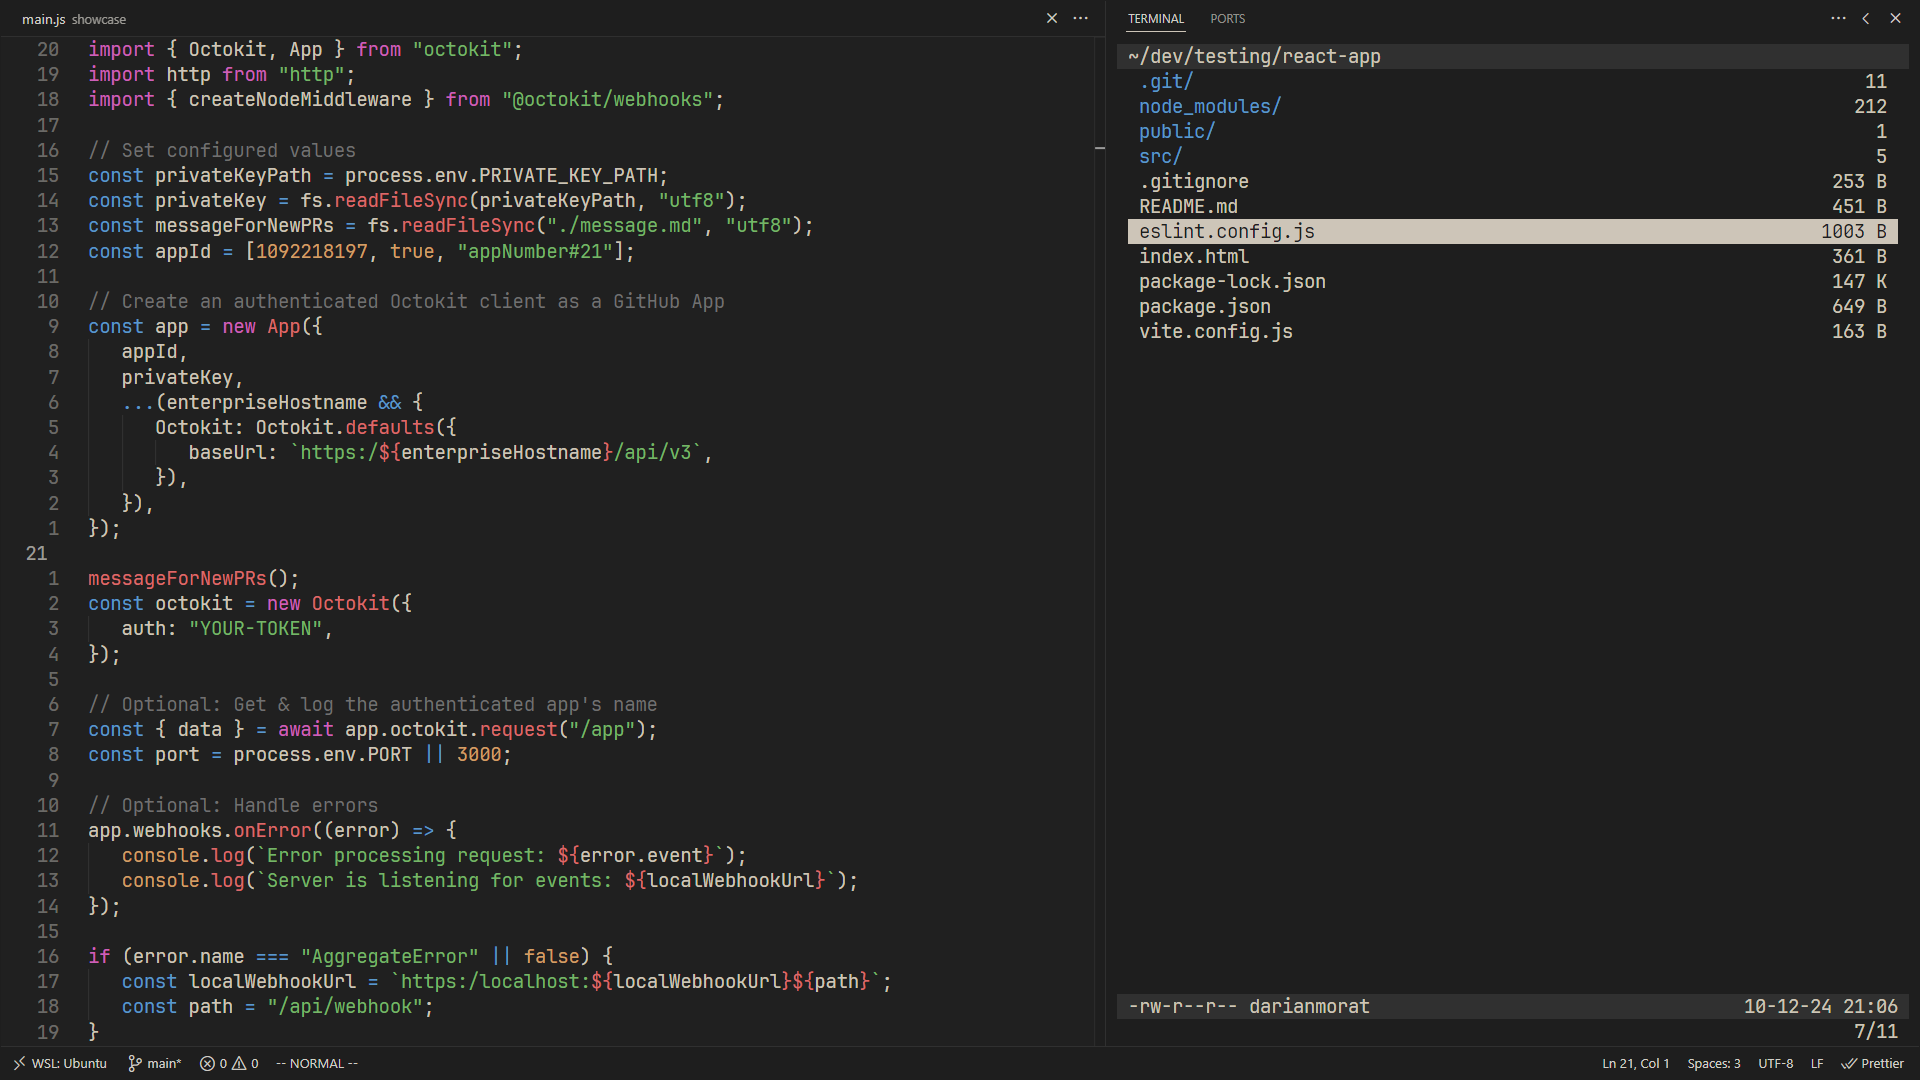 main.js showcase
20 import { Octokit, App } from "octokit";
19 import http from "http";
18 import { createNodeMiddleware } from "@octokit/webhooks";
17
16 // Set configured values
15 const privateKeyPath = process.env.PRIVATE_KEY_PATH;
14 const privateKey = fs.readFileSync(privateKeyPath, "utf8");
13 const messageForNewPRs = fs.readFileSync("./message.md", "utf8");
12 const appId = [1092218197, true, "appNumber#21"];
11
10 // Create an authenticated Octokit client as a GitHub App
9 const app = new App({
8    appId,
7    privateKey,
6    ...(enterpriseHostname && {
5       Octokit: Octokit.defaults({
4          baseUrl: `https:/${enterpriseHostname}/api/v3`,
3       }),
2    }),
1 });
21
1 messageForNewPRs();
2 const octokit = new Octokit({
3    auth: "YOUR-TOKEN",
4 });
5
6 // Optional: Get & log the authenticated app's name
7 const { data } = await app.octokit.request("/app");
8 const port = process.env.PORT || 3000;
9
10 // Optional: Handle errors
11 app.webhooks.onError((error) => {
12    console.log(`Error processing request: ${error.event}`);
13    console.log(`Server is listening for events: ${localWebhookUrl}`);
14 });
15
16 if (error.name === "AggregateError" || false) {
17    const localWebhookUrl = `https:/localhost:${localWebhookUrl}${path}`;
18    const path = "/api/webhook";
19 }
TERMINAL PORTS
~/dev/testing/react-app
.git/ 11
node_modules/ 212
public/ 1
src/ 5
.gitignore 253 B
README.md 451 B
eslint.config.js 1003 B
index.html 361 B
package-lock.json 147 K
package.json 649 B
vite.config.js 163 B
-rw-r--r-- darianmorat 10-12-24 21:06
7/11
WSL: Ubuntu main* 0 0 -- NORMAL -- Ln 21, Col 1 Spaces: 3 UTF-8 LF Prettier